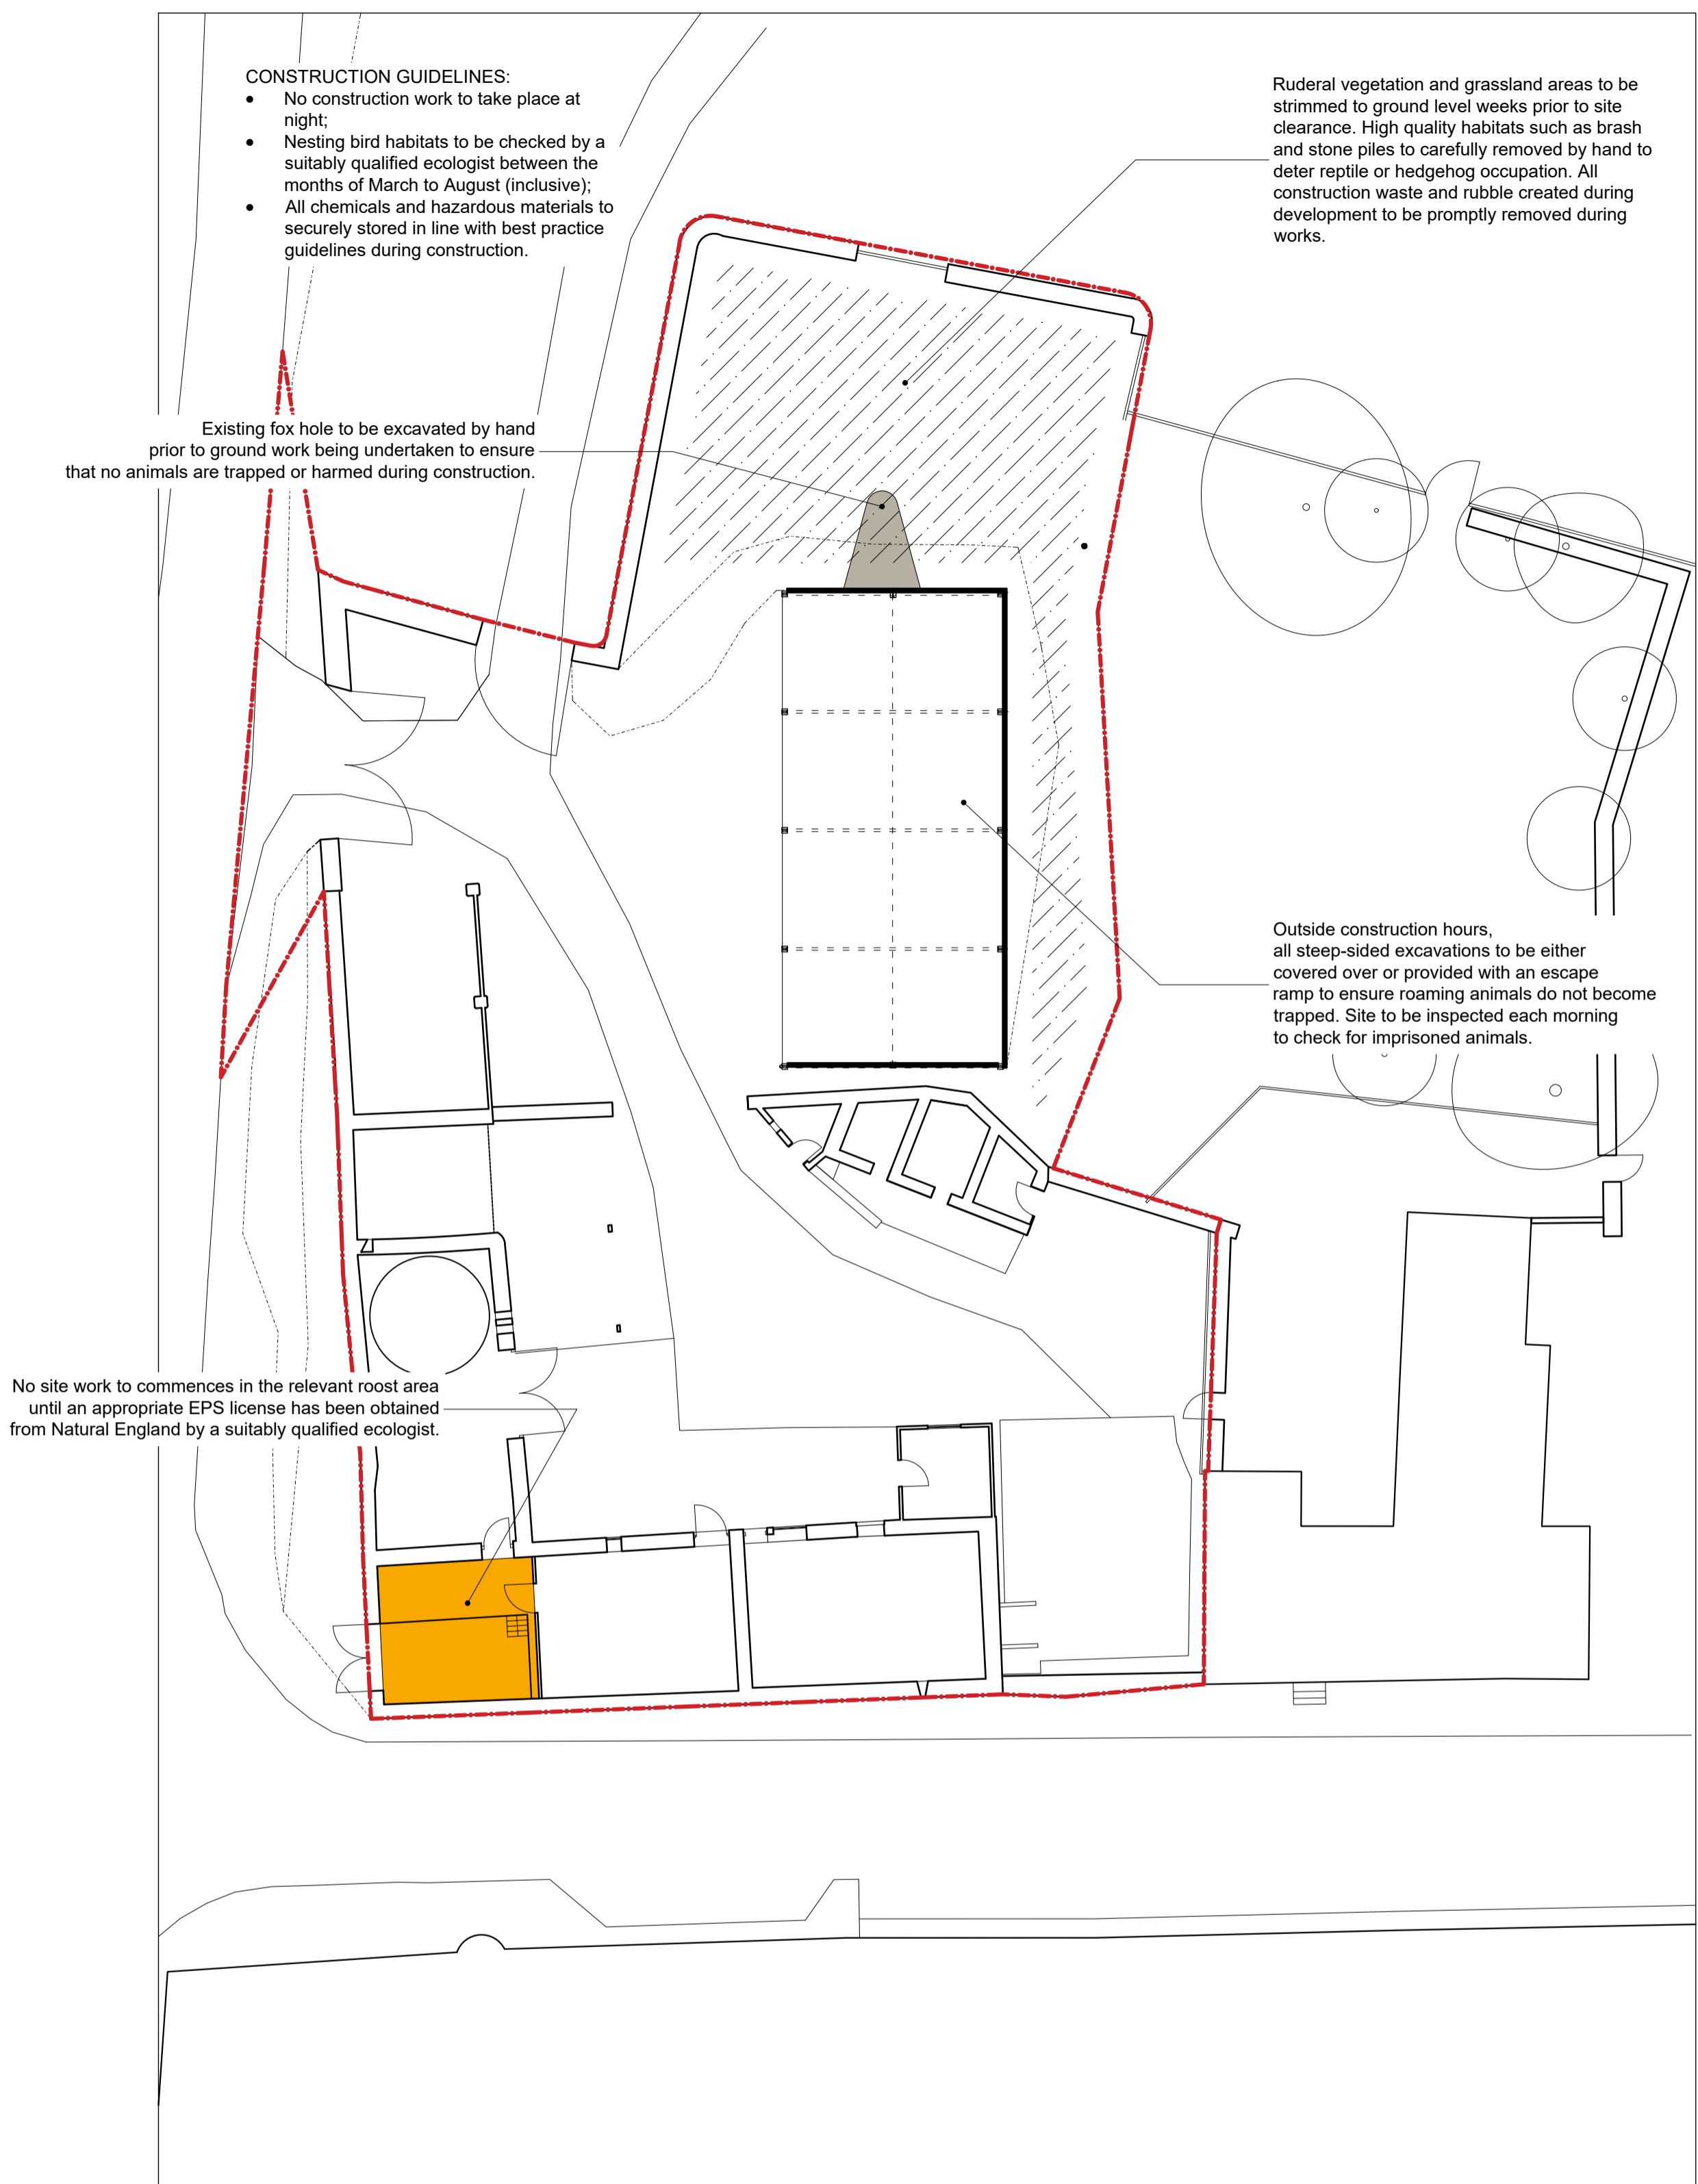 CONSTRUCTION GUIDELINES:
• No construction work to take place at
night;
• Nesting bird habitats to be checked by a
suitably qualified ecologist between the
months of March to August (inclusive);
• All chemicals and hazardous materials to
securely stored in line with best practice
guidelines during construction.
Ruderal vegetation and grassland areas to be
strimmed to ground level weeks prior to site
clearance. High quality habitats such as brash
and stone piles to carefully removed by hand to
deter reptile or hedgehog occupation. All
construction waste and rubble created during
development to be promptly removed during
works.
Existing fox hole to be excavated by hand
prior to ground work being undertaken to ensure
that no animals are trapped or harmed during construction.
Outside construction hours,
all steep-sided excavations to be either
covered over or provided with an escape
ramp to ensure roaming animals do not become
trapped. Site to be inspected each morning
to check for imprisoned animals.
No site work to commences in the relevant roost area
until an appropriate EPS license has been obtained
from Natural England by a suitably qualified ecologist.